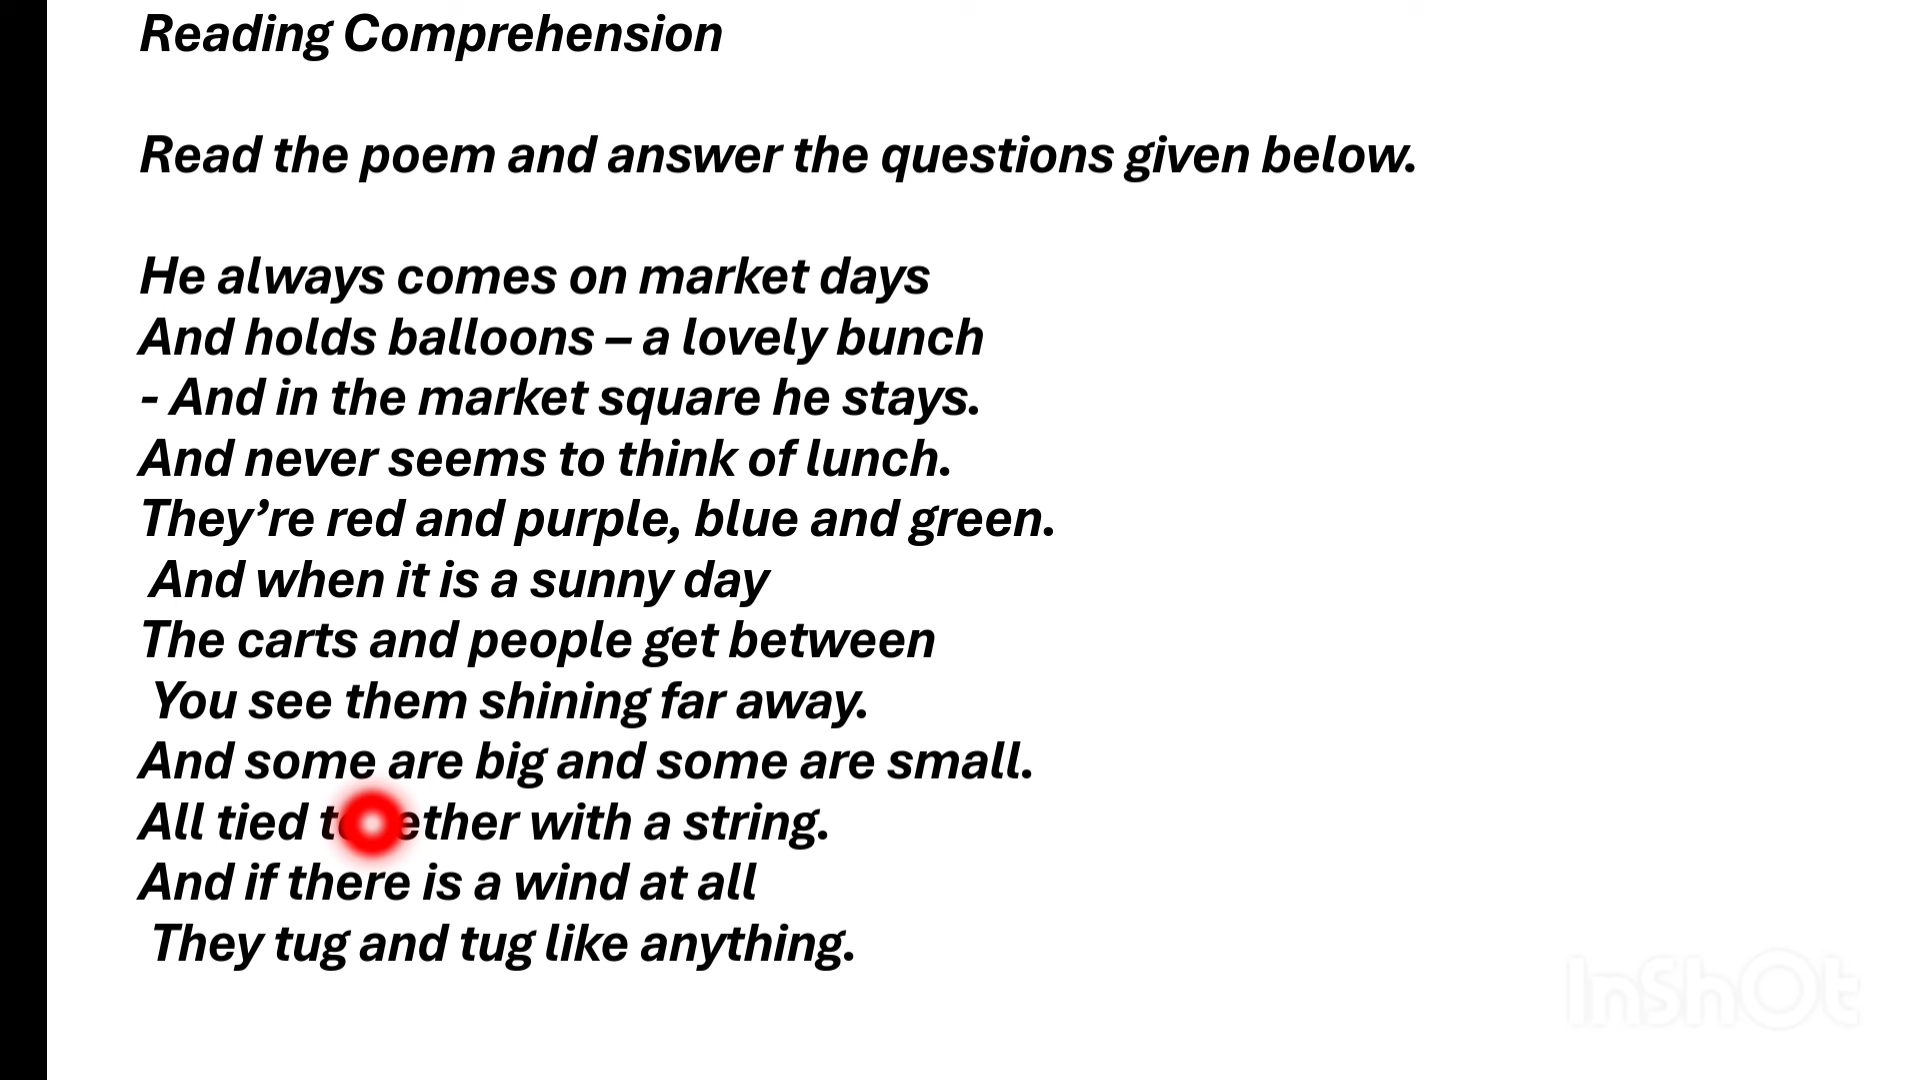 Reading Comprehension
Read the poem and answer the questions given below.
He always comes on market days
And holds balloons – a lovely bunch
- And in the market square he stays.
And never seems to think of lunch.
They’re red and purple, blue and green.
And when it is a sunny day
The carts and people get between
You see them shining far away.
And some are big and some are small.
All tied together with a string.
And if there is a wind at all
They tug and tug like anything.
InShOt